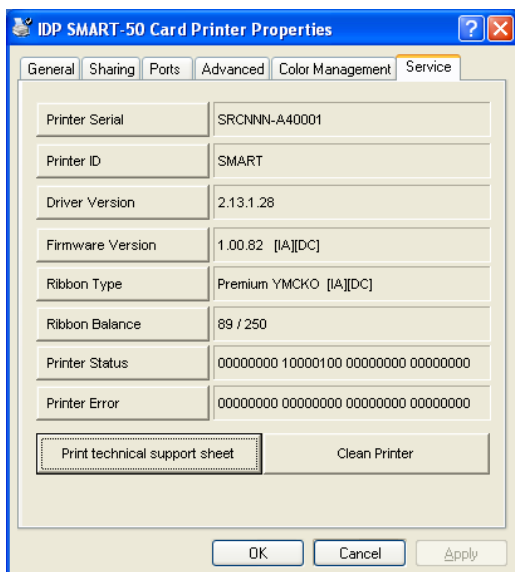 IDP SMART-50 Card Printer Properties
General Sharing Ports Advanced Color Management Service
Printer Serial SRCNNN-A40001
Printer ID SMART
Driver Version 2.13.1.28
Firmware Version 1.00.82 [IA][DC]
Ribbon Type Premium YMCKO [IA][DC]
Ribbon Balance 89 / 250
Printer Status 00000000 10000100 00000000 00000000
Printer Error 00000000 00000000 00000000 00000000
Print technical support sheet Clean Printer
OK Cancel Apply